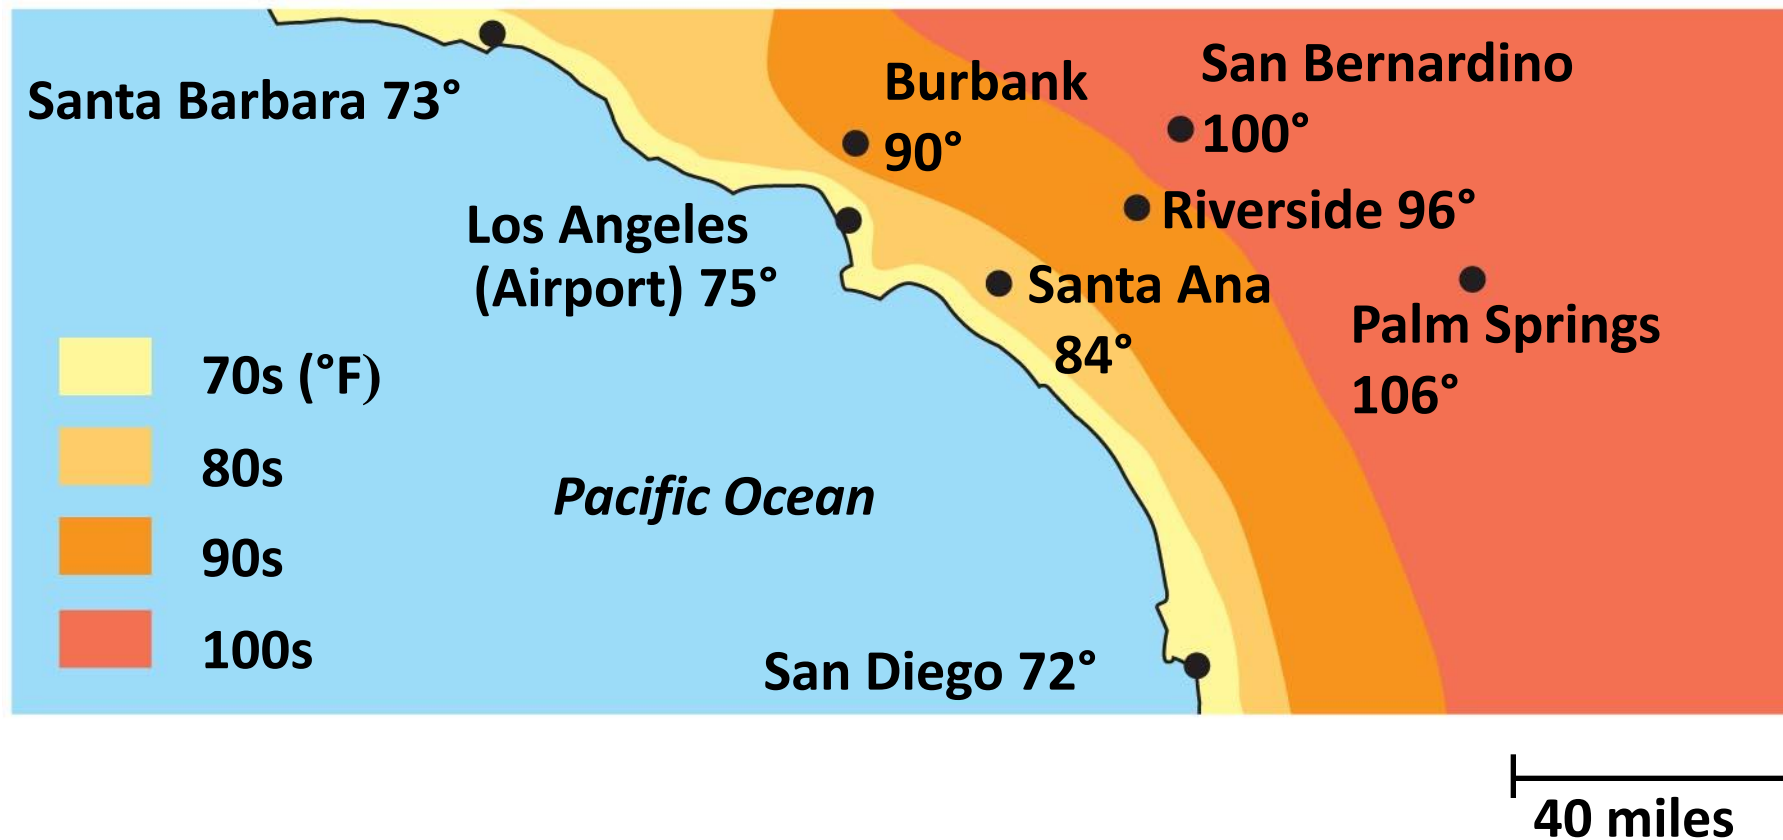 Santa Barbara 73°
Burbank
90°
San Bernardino
100°
Los Angeles
(Airport) 75°
Riverside 96°
Santa Ana
84°
Palm Springs
106°
70s (°F)
80s
90s
100s
Pacific Ocean
San Diego 72°
40 miles